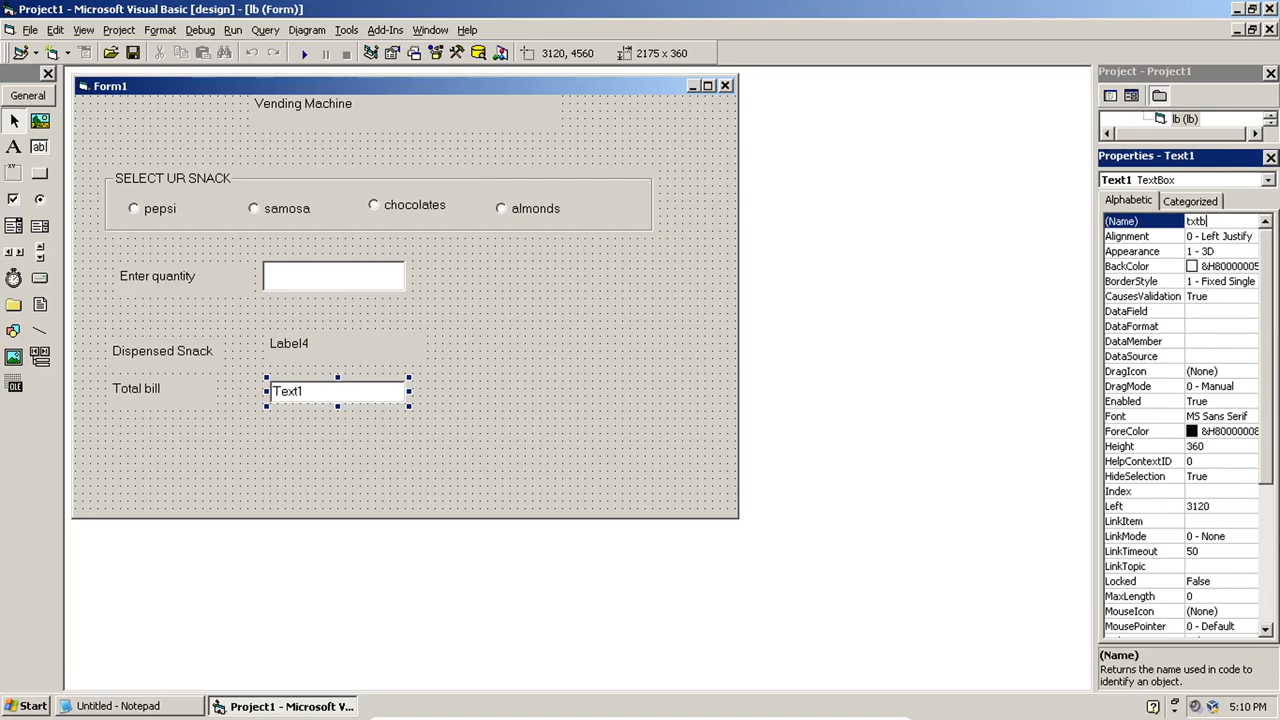 Project1 - Microsoft Visual Basic [design] - [lb (Form)]
File Edit View Project Format Debug Run Query Diagram Tools Add-Ins Window Help
3120, 4560 2175 x 360
General
Form1
Vending Machine
SELECT UR SNACK
pepsi samosa chocolates almonds
Enter quantity
Dispensed Snack Label4
Total bill Text1
Project - Project1
lb (lb)
Properties - Text1
Text1 TextBox
Alphabetic Categorized
(Name) txtb
Alignment 0 - Left Justify
Appearance 1 - 3D
BackColor &H80000005
BorderStyle 1 - Fixed Single
CausesValidation True
DataField
DataFormat
DataMember
DataSource
DragIcon (None)
DragMode 0 - Manual
Enabled True
Font MS Sans Serif
ForeColor &H80000008
Height 360
HelpContextID 0
HideSelection True
Index
Left 3120
LinkItem
LinkMode 0 - None
LinkTimeout 50
LinkTopic
Locked False
MaxLength 0
MouseIcon (None)
MousePointer 0 - Default
(Name)
Returns the name used in code to
identify an object.
Start Untitled - Notepad Project1 - Microsoft V... 5:10 PM
ab|
XY
OLE